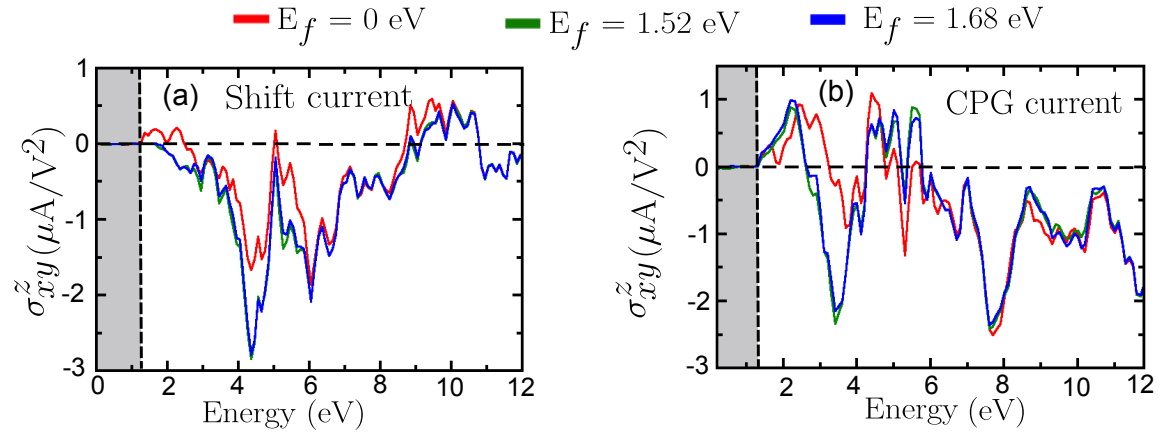 E_f = 0 eV
E_f = 1.52 eV
E_f = 1.68 eV
(a) Shift current
σ^z_xy (μA/V^2)
1
0
-1
-2
-3
0 2 4 6 8 10 12
Energy (eV)
(b) CPG current
σ^z_xy (μA/V^2)
1
0
-1
-2
-3
2 4 6 8 10 12
Energy (eV)